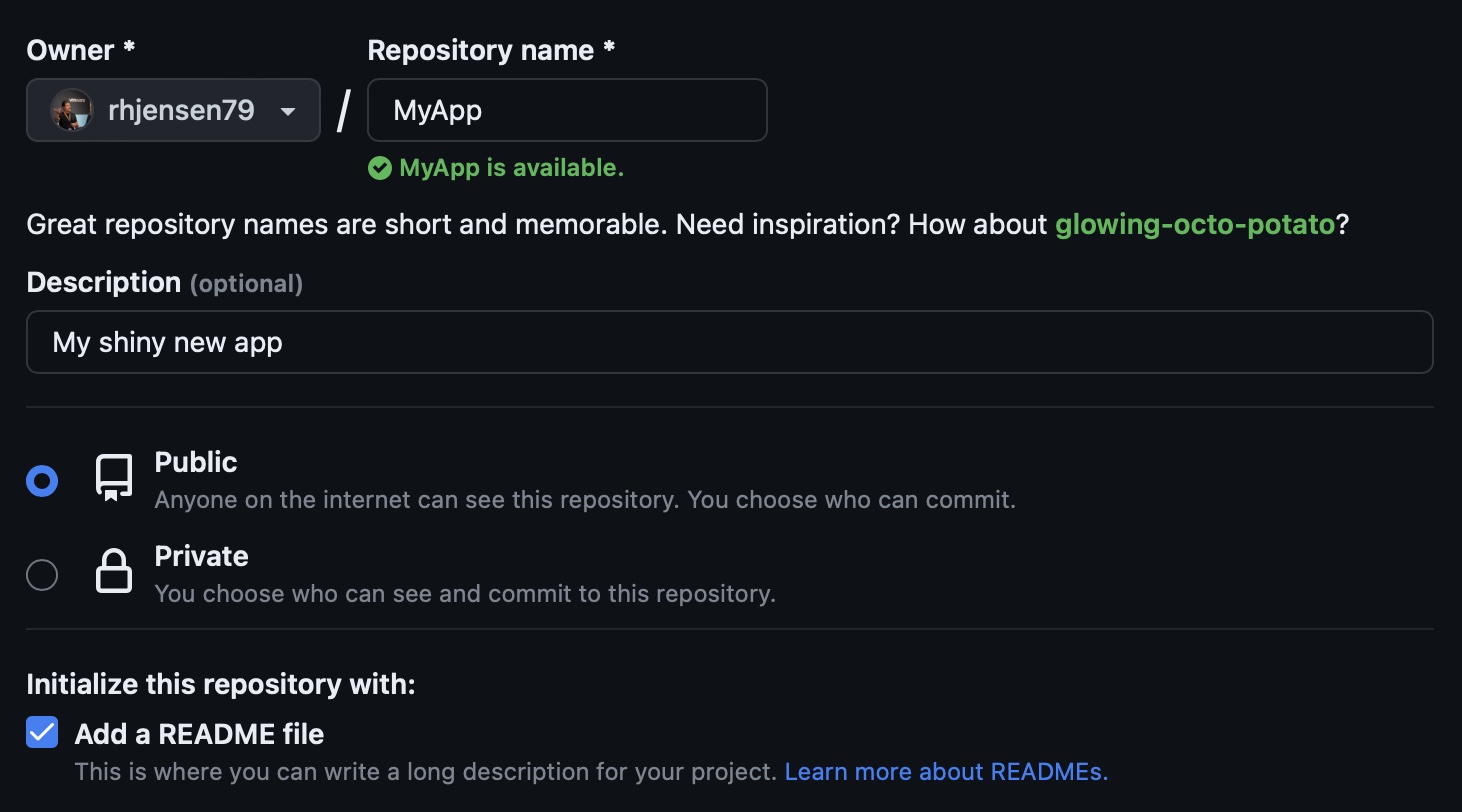 Owner *
Repository name *
rhjensen79 / MyApp
MyApp is available.
Great repository names are short and memorable. Need inspiration? How about glowing-octo-potato?
Description (optional)
My shiny new app
Public
Anyone on the internet can see this repository. You choose who can commit.
Private
You choose who can see and commit to this repository.
Initialize this repository with:
Add a README file
This is where you can write a long description for your project. Learn more about READMEs.